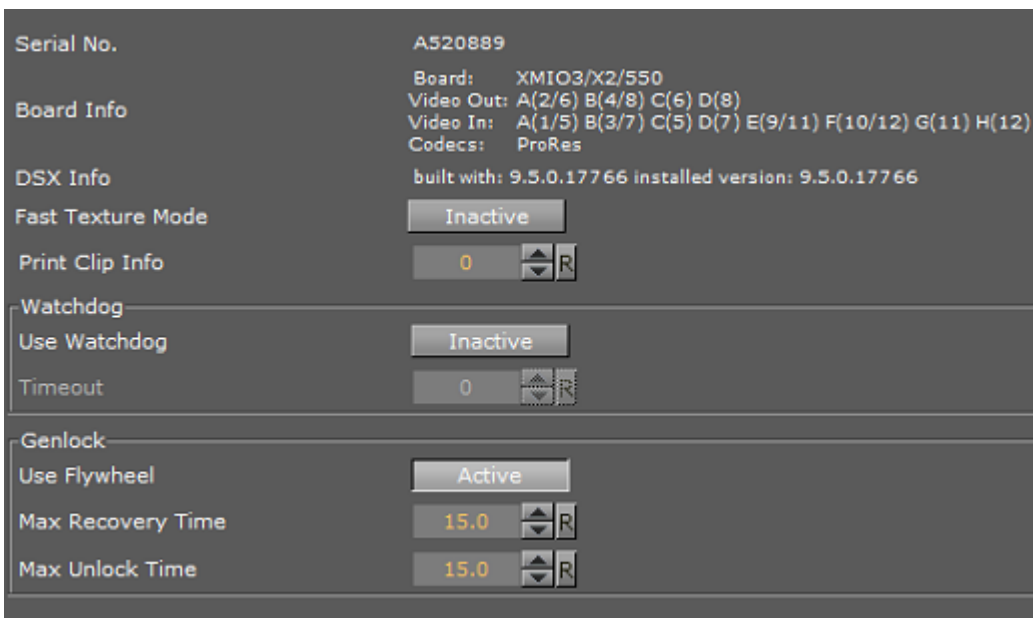 Serial No. A520889
Board Info
Board: XMIO3/X2/550
Video Out: A(2/6) B(4/8) C(6) D(8)
Video In: A(1/5) B(3/7) C(5) D(7) E(9/11) F(10/12) G(11) H(12)
Codecs: ProRes
DSX Info built with: 9.5.0.17766 installed version: 9.5.0.17766
Fast Texture Mode Inactive
Print Clip Info 0 R
Watchdog
Use Watchdog Inactive
Timeout 0 R
Genlock
Use Flywheel Active
Max Recovery Time 15.0 R
Max Unlock Time 15.0 R